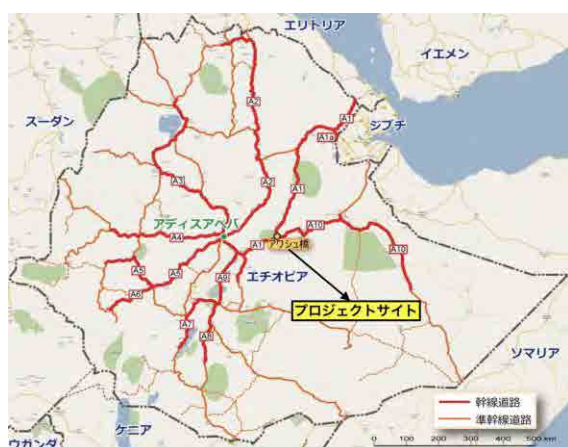 エリトリア
イエメン
スーダン
A2
A1
A1a
ジブチ
A3
A2
A1
アディスアベバ
A4
A10
アワシュ橋
A1
A10
A5
A5
A9
エチオピア
A6
プロジェクトサイト
A7
A8
ソマリア
幹線道路
準幹線道路
ケニア
ウガンダ
0 100 200 300 400 500 km